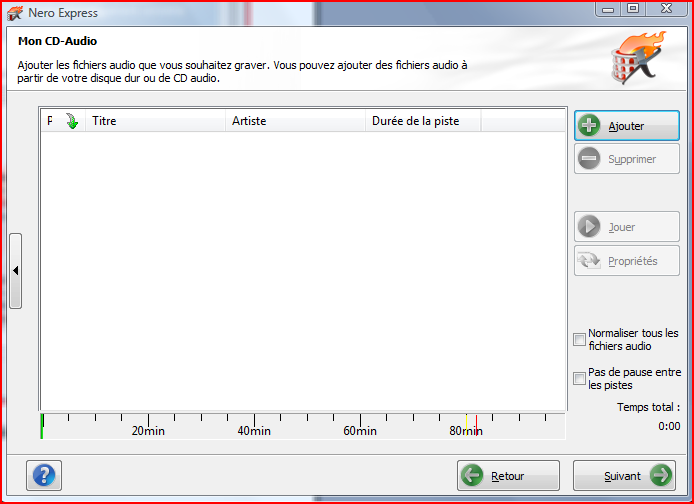 Nero Express
Mon CD-Audio
Ajouter les fichiers audio que vous souhaitez graver. Vous pouvez ajouter des fichiers audio à
partir de votre disque dur ou de CD audio.
P Titre Artiste Durée de la piste
Ajouter
Supprimer
Jouer
Propriétés
Normaliser tous les
fichiers audio
Pas de pause entre
les pistes
Temps total :
0:00
20min 40min 60min 80min
? Retour Suivant